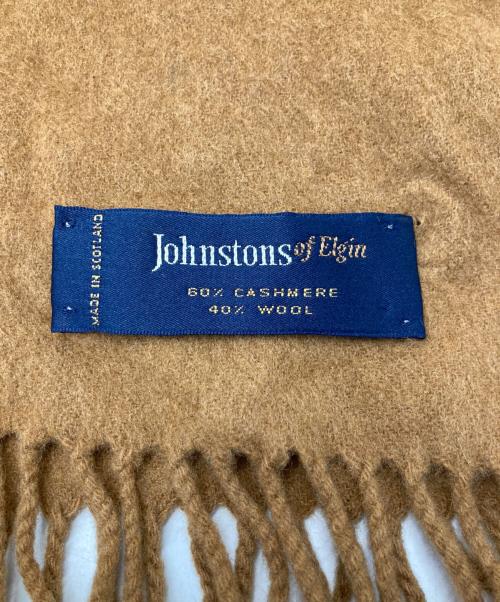 Johnstons of Elgin
60% CASHMERE
40% WOOL
MADE IN SCOTLAND